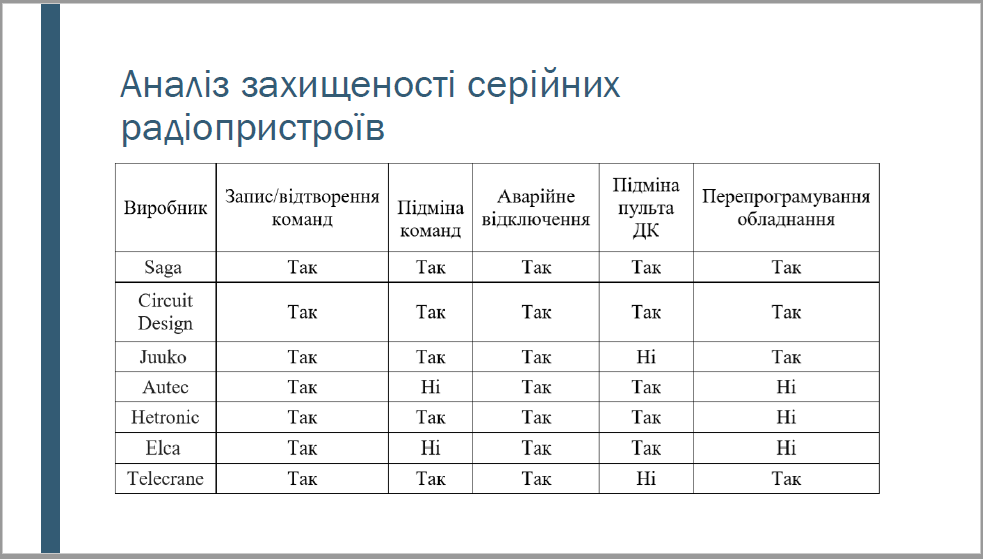 Аналіз захищеності серійних
радіопристроїв
Виробник Запис/відтворення команд Підміна команд Аварійне відключення Підміна пульта ДК Перепрограмування обладнання
Saga Так Так Так Так Так
Circuit Design Так Так Так Так Так
Juuko Так Так Так Ні Так
Autec Так Ні Так Так Ні
Hetronic Так Так Так Так Ні
Elca Так Ні Так Так Ні
Telecrane Так Так Так Ні Так